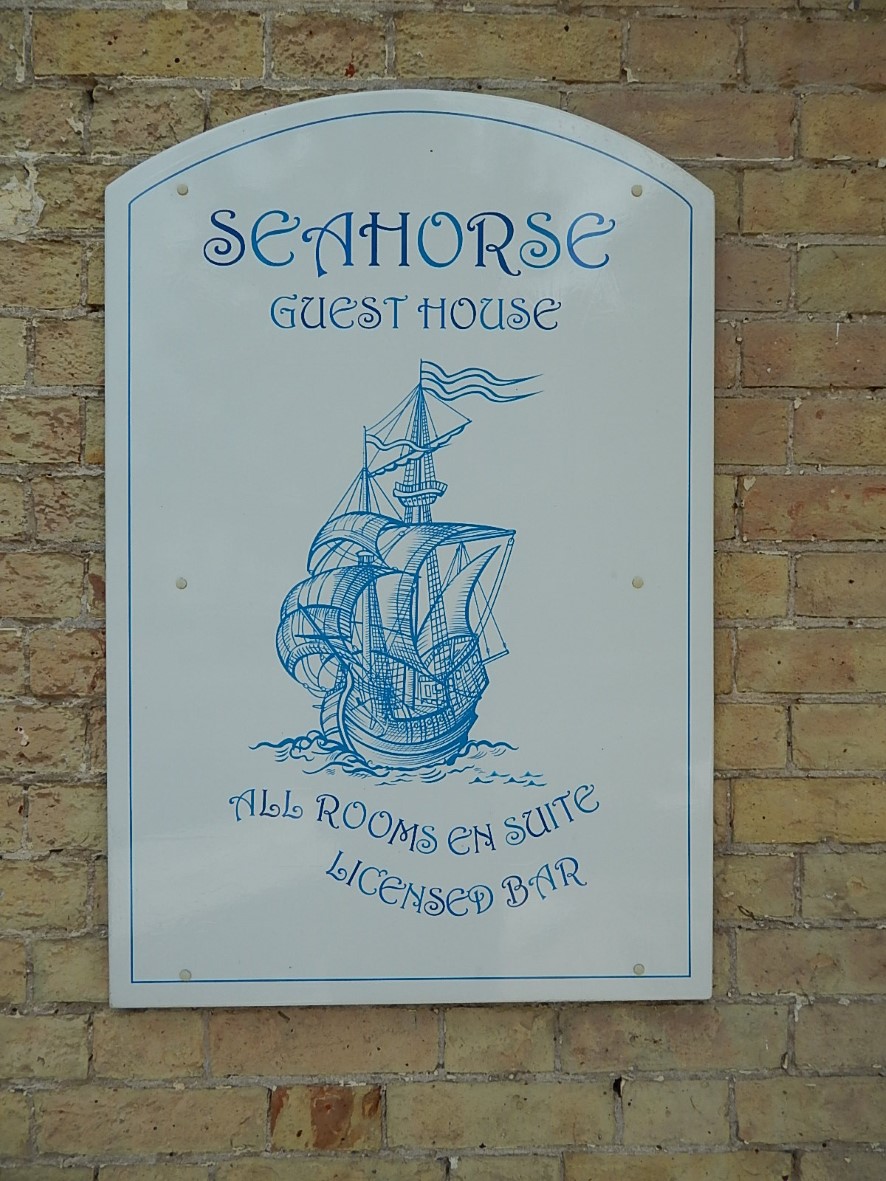 SEAHORSE
GUEST HOUSE
ALL ROOMS EN SUITE
LICENSED BAR